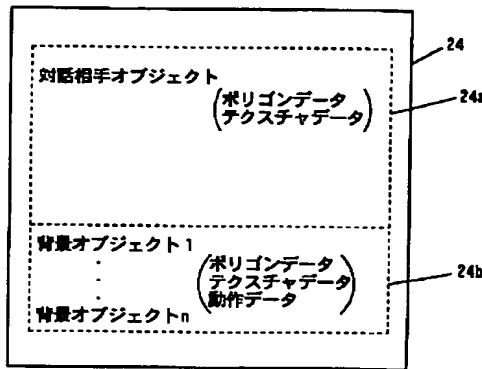 24
対話相手オブジェクト
ポリゴンデータ
テクスチャデータ
24a
背景オブジェクト1
ポリゴンデータ
テクスチャデータ
動作データ
背景オブジェクトn
24b